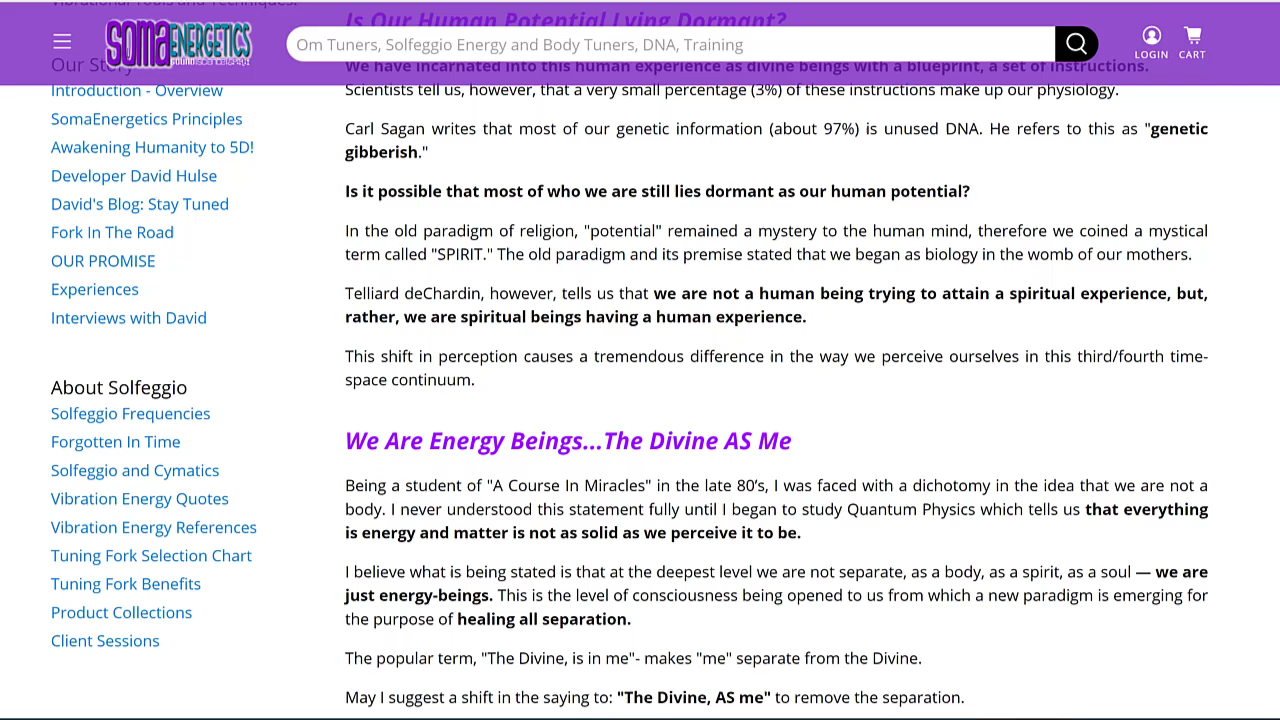 Vibrational Tools and Techniques.
Is Our Human Potential Lying Dormant?
SOMAENERGETICS
Om Tuners, Solfeggio Energy and Body Tuners, DNA, Training
LOGIN CART
Our Story
Introduction - Overview
SomaEnergetics Principles
Awakening Humanity to 5D!
Developer David Hulse
David's Blog: Stay Tuned
Fork In The Road
OUR PROMISE
Experiences
Interviews with David
About Solfeggio
Solfeggio Frequencies
Forgotten In Time
Solfeggio and Cymatics
Vibration Energy Quotes
Vibration Energy References
Tuning Fork Selection Chart
Tuning Fork Benefits
Product Collections
Client Sessions
We have incarnated into this human experience as divine beings with a blueprint, a set of instructions.
Scientists tell us, however, that a very small percentage (3%) of these instructions make up our physiology.
Carl Sagan writes that most of our genetic information (about 97%) is unused DNA. He refers to this as "genetic
gibberish."
Is it possible that most of who we are still lies dormant as our human potential?
In the old paradigm of religion, "potential" remained a mystery to the human mind, therefore we coined a mystical
term called "SPIRIT." The old paradigm and its premise stated that we began as biology in the womb of our mothers.
Telliard deChardin, however, tells us that we are not a human being trying to attain a spiritual experience, but,
rather, we are spiritual beings having a human experience.
This shift in perception causes a tremendous difference in the way we perceive ourselves in this third/fourth time-
space continuum.
We Are Energy Beings...The Divine AS Me
Being a student of "A Course In Miracles" in the late 80’s, I was faced with a dichotomy in the idea that we are not a
body. I never understood this statement fully until I began to study Quantum Physics which tells us that everything
is energy and matter is not as solid as we perceive it to be.
I believe what is being stated is that at the deepest level we are not separate, as a body, as a spirit, as a soul — we are
just energy-beings. This is the level of consciousness being opened to us from which a new paradigm is emerging for
the purpose of healing all separation.
The popular term, "The Divine, is in me"- makes "me" separate from the Divine.
May I suggest a shift in the saying to: "The Divine, AS me" to remove the separation.